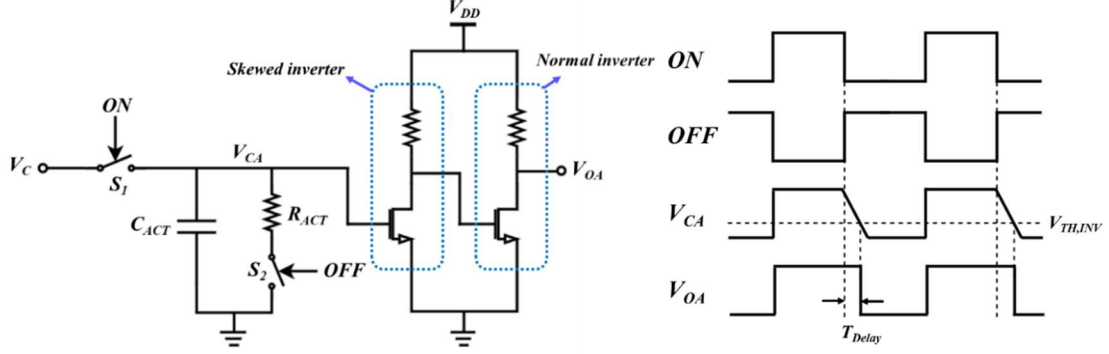 V_DD
Skewed inverter
Normal inverter
ON
V_C
S_1
V_CA
C_ACT
R_ACT
S_2
OFF
V_OA
ON
OFF
V_CA
V_TH,INV
V_OA
T_Delay